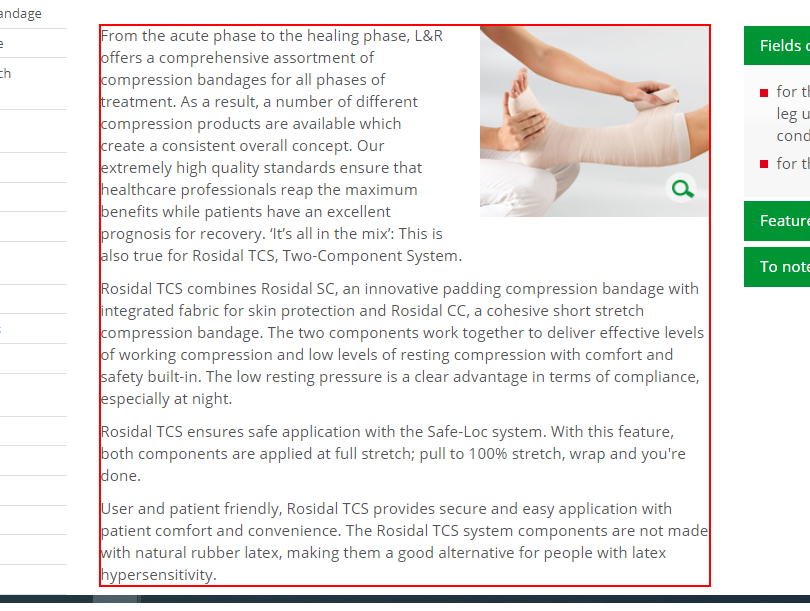 andage
e
ch
From the acute phase to the healing phase, L&R
offers a comprehensive assortment of
compression bandages for all phases of
treatment. As a result, a number of different
compression products are available which
create a consistent overall concept. Our
extremely high quality standards ensure that
healthcare professionals reap the maximum
benefits while patients have an excellent
prognosis for recovery. ‘It’s all in the mix’: This is
also true for Rosidal TCS, Two-Component System.
Rosidal TCS combines Rosidal SC, an innovative padding compression bandage with
integrated fabric for skin protection and Rosidal CC, a cohesive short stretch
compression bandage. The two components work together to deliver effective levels
of working compression and low levels of resting compression with comfort and
safety built-in. The low resting pressure is a clear advantage in terms of compliance,
especially at night.
Rosidal TCS ensures safe application with the Safe-Loc system. With this feature,
both components are applied at full stretch; pull to 100% stretch, wrap and you're
done.
User and patient friendly, Rosidal TCS provides secure and easy application with
patient comfort and convenience. The Rosidal TCS system components are not made
with natural rubber latex, making them a good alternative for people with latex
hypersensitivity.
Fields
for th
leg u
cond
for th
Feature
To note